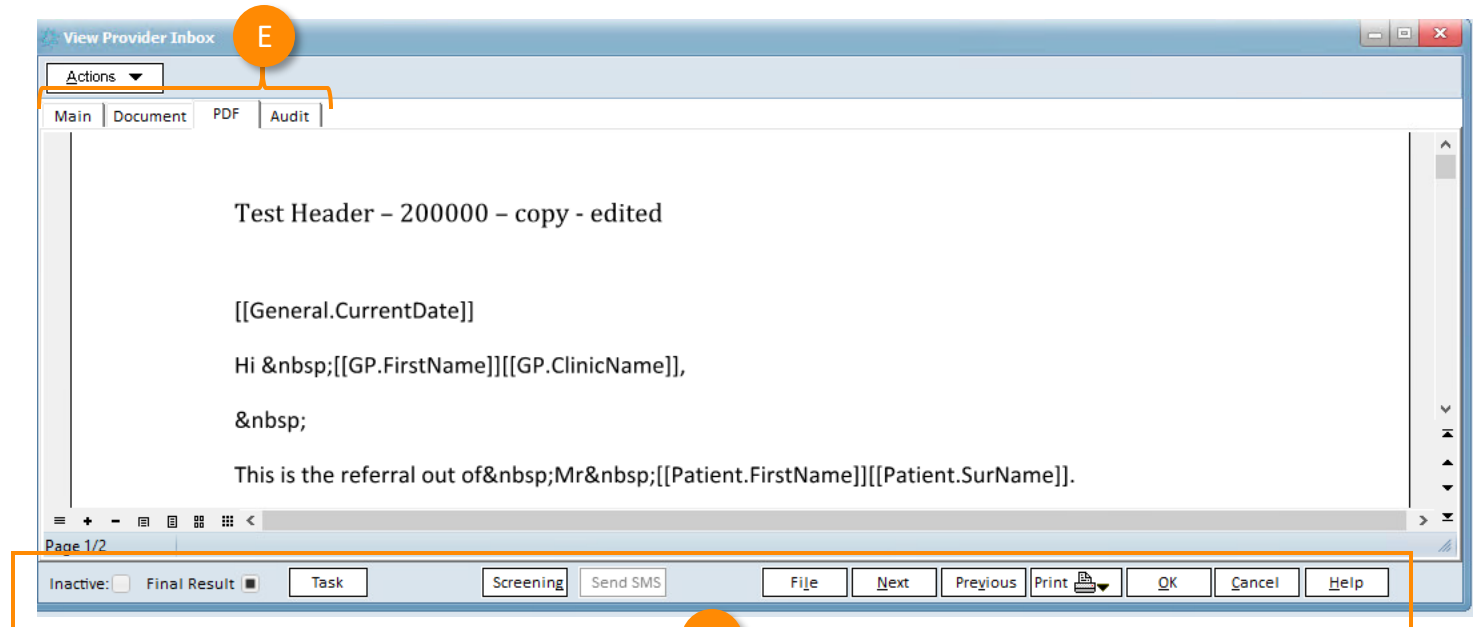 View Provider Inbox
E
Actions
Main Document PDF Audit
Test Header – 200000 – copy - edited
[[General.CurrentDate]]
Hi &nbsp;[[GP.FirstName]][[GP.ClinicName]],
&nbsp;
This is the referral out of&nbsp;Mr&nbsp;[[Patient.FirstName]][[Patient.SurName]].
Page 1/2
Inactive: Final Result Task Screening Send SMS File Next Previous Print OK Cancel Help